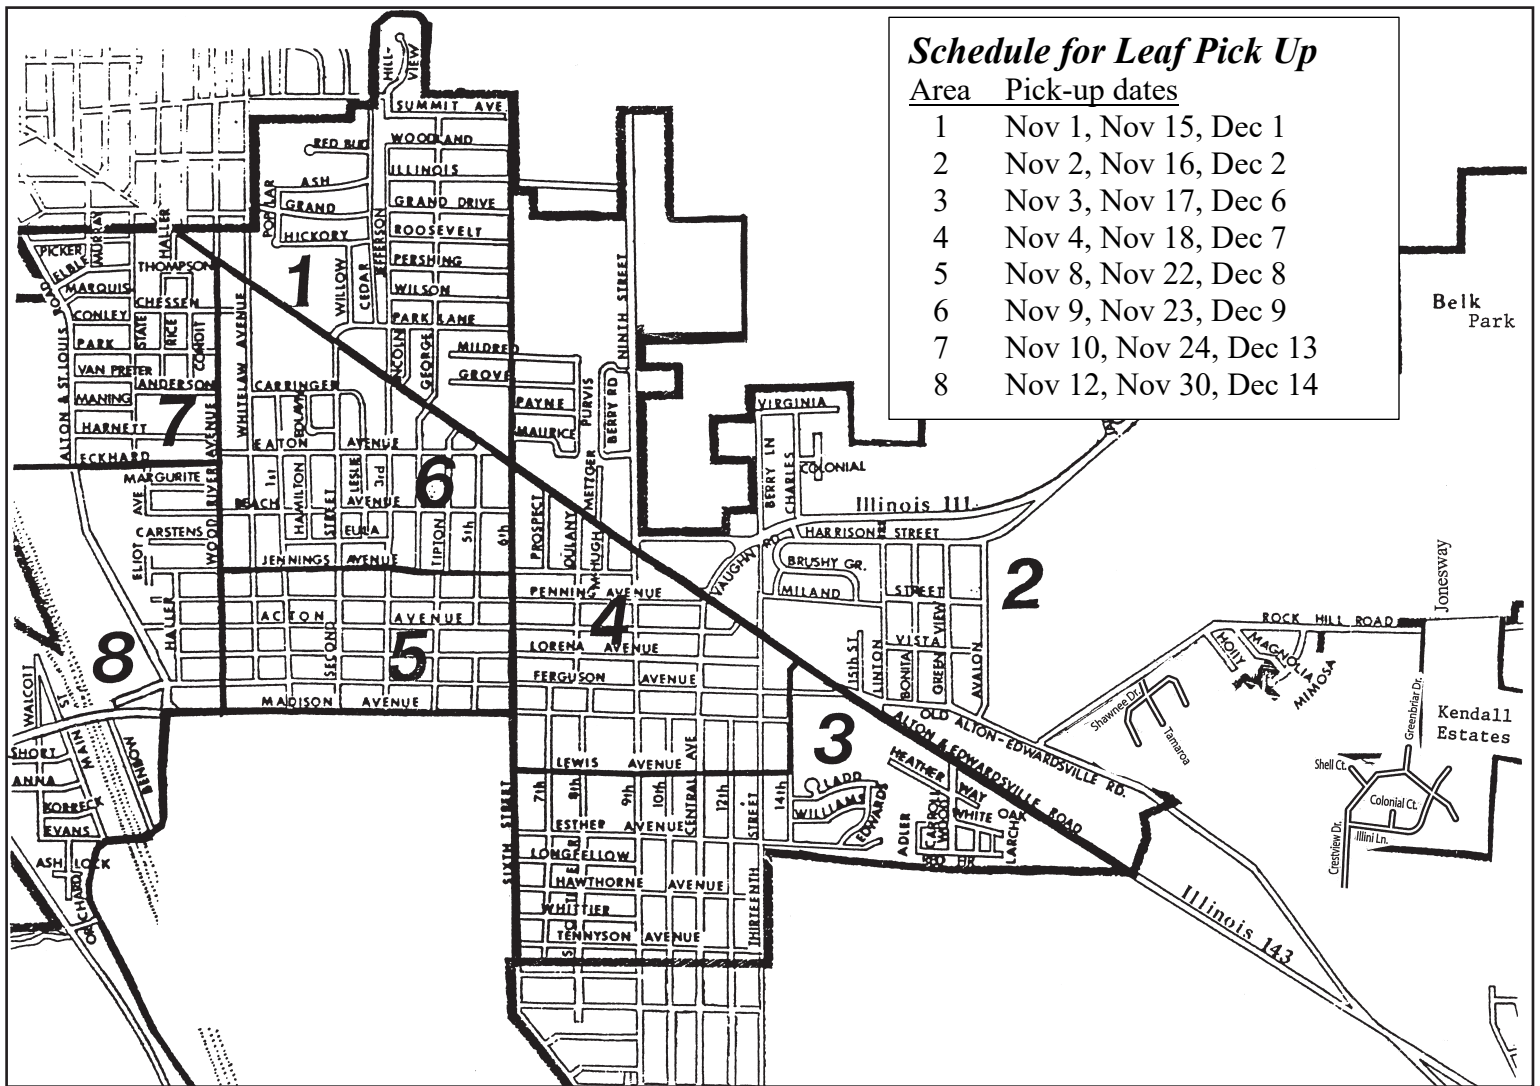 Schedule for Leaf Pick Up
Area Pick-up dates
1 Nov 1, Nov 15, Dec 1
2 Nov 2, Nov 16, Dec 2
3 Nov 3, Nov 17, Dec 6
4 Nov 4, Nov 18, Dec 7
5 Nov 8, Nov 22, Dec 8
6 Nov 9, Nov 23, Dec 9
7 Nov 10, Nov 24, Dec 13
8 Nov 12, Nov 30, Dec 14
HILL-
VIEW
SUMMIT AVE.
WOODLAND
RED BUD
ILLINOIS
ASH
GRAND
GRAND DRIVE
POPLAR
HICKORY
ROOSEVELT
JEFFERSON
PERSHING
WILLOW
CEDAR
WILSON
PARK LANE
1
PICKER
ELBLE
MURRAY
HALLER
THOMPSON
MARQUIS
CHESSEN
CONLEY
STATE
RICE
CONDIT
PARK
VAN PRETER
ANDERSON
MANING
HARNETT
ECKHARD
ALTON & ST.LOUIS ROAD
7
WHITELAW AVENUE
WOOD RIVER AVENUE
LINCOLN
GEORGE
MILDRED
GROVE
PAYNE
MAURICE
PURVIS
BERRY RD
NINTH STREET
CARRINGER
EATON AVENUE
1st
HAMILTON
STREET
LESLIE
3rd
6
BEACH AVENUE
EULA
TIPTON
5th
6th
JENNINGS AVENUE
MARGURITE
AVE
CARSTENS
ELIOT
HALLER
PROSPECT
DULANY
METZGER
McHUGH
PENNING AVENUE
4
LORENA AVENUE
FERGUSON AVENUE
ACTON AVENUE
SECOND
5
MADISON AVENUE
8
WALCOTT
ST
MAIN
BENBOW
SHORT
ANNA
KOBRECK
EVANS
ASHLOCK
ORCHARD
SIXTH STREET
LEWIS AVENUE
7th
8th
9th
10th
CENTRAL AVE
12th
STREET
14th
ESTHER AVENUE
LONGFELLOW
HAWTHORNE AVENUE
WHITTIER
TENNYSON AVENUE
THIRTEENTH
VIRGINIA
BERRY LN
CHARLES
COLONIAL
Illinois 111
HARRISON STREET
VAUGHN RD
BRUSHY GR.
MILAND STREET
2
15th ST
LINTON
VISTA
BONITA
GREEN VIEW
AVALON
3
OLD ALTON-EDWARDSVILLE RD.
ALTON & EDWARDSVILLE ROAD
HEATHER WAY
LADD
WILLIAMS
EDWARDS
ADLER
CARROLL
WOOD
WHITE OAK
LARCH
Illinois 143
ROCK HILL ROAD
Jonesway
HOLLY
MAGNOLIA
MIMOSA
Shawnee Dr.
Tamaroa
Greenbriar Dr.
Kendall
Estates
Shell Ct.
Colonial Ct.
Illini Ln.
Crestview Dr.
Belk
Park